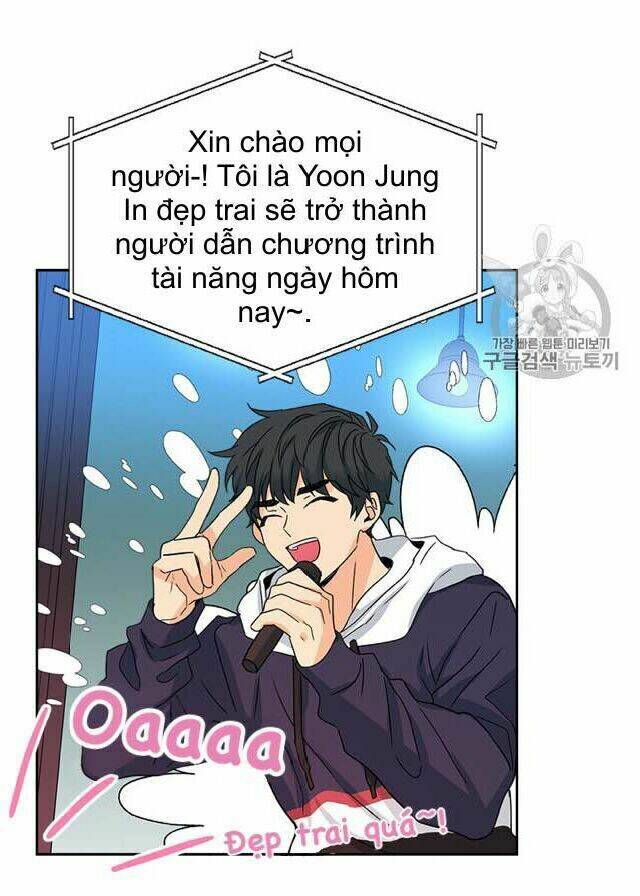 Xin chào mọi
người-! Tôi là Yoon Jung
In đẹp trai sẽ trở thành
người dẫn chương trình
tài năng ngày hôm
nay~.
가장 빠른 웹툰 미리보기
구글검색 뉴토끼
Oaaaa
Đẹp trai quá~!